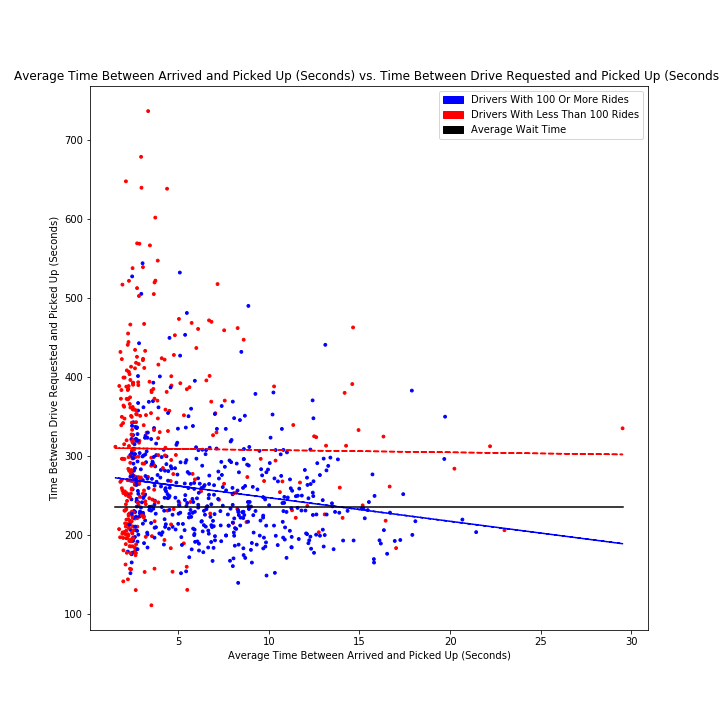 Average Time Between Arrived and Picked Up (Seconds) vs. Time Between Drive Requested and Picked Up (Seconds
Drivers With 100 Or More Rides
Drivers With Less Than 100 Rides
Average Wait Time
Time Between Drive Requested and Picked Up (Seconds)
700
600
500
400
300
200
100
5
10
15
20
25
30
Average Time Between Arrived and Picked Up (Seconds)